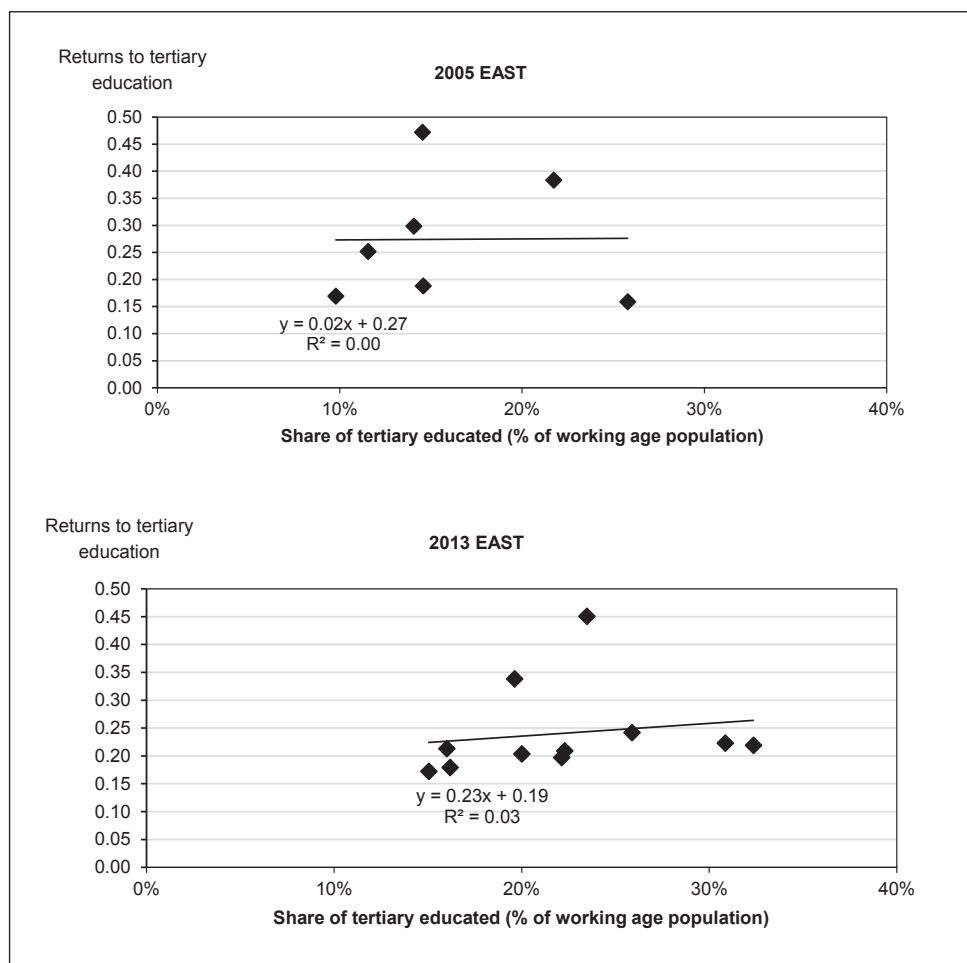 Returns to tertiary
education
2005 EAST
0.50
0.45
0.40
0.35
0.30
0.25
0.20
0.15
0.10
0.05
0.00
y = 0.02x + 0.27
R² = 0.00
0% 10% 20% 30% 40%
Share of tertiary educated (% of working age population)
Returns to tertiary
education
2013 EAST
0.50
0.45
0.40
0.35
0.30
0.25
0.20
0.15
0.10
0.05
0.00
y = 0.23x + 0.19
R² = 0.03
0% 10% 20% 30% 40%
Share of tertiary educated (% of working age population)